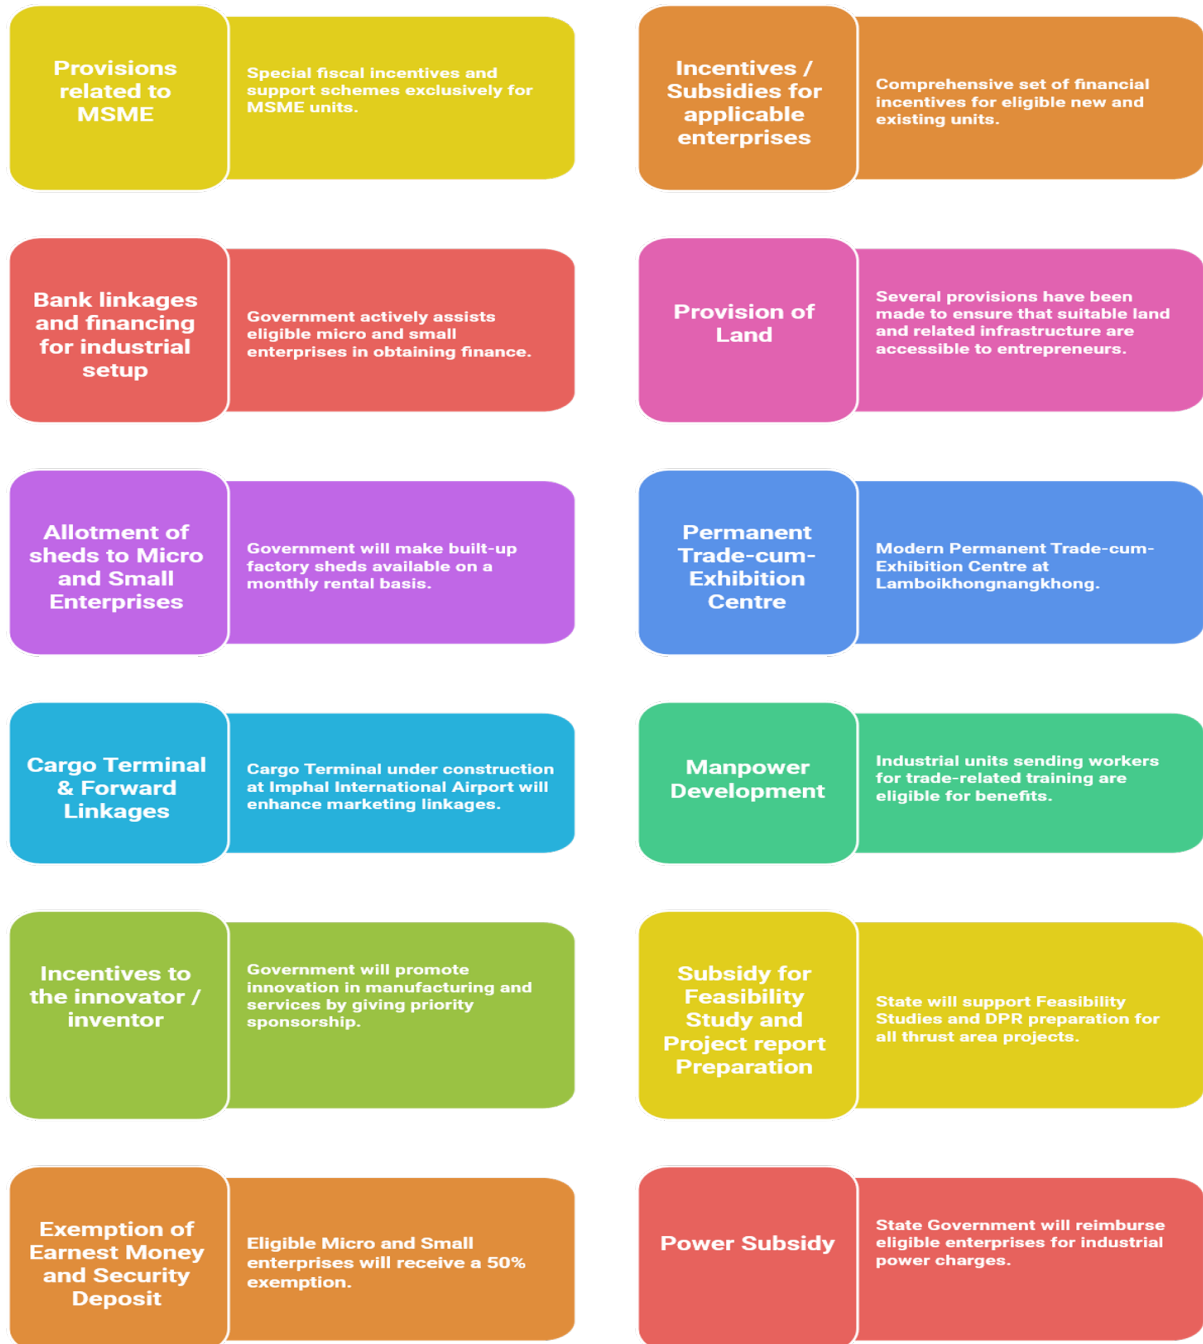 Provisions
related to
MSME
Special fiscal incentives and
support schemes exclusively for
MSME units.
Incentives /
Subsidies for
applicable
enterprises
Comprehensive set of financial
incentives for eligible new and
existing units.
Bank linkages
and financing
for industrial
setup
Government actively assists
eligible micro and small
enterprises in obtaining finance.
Provision of
Land
Several provisions have been
made to ensure that suitable land
and related infrastructure are
accessible to entrepreneurs.
Allotment of
sheds to Micro
and Small
Enterprises
Government will make built-up
factory sheds available on a
monthly rental basis.
Permanent
Trade-cum-
Exhibition
Centre
Modern Permanent Trade-cum-
Exhibition Centre at
Lamboikhongnangkhong.
Cargo Terminal
& Forward
Linkages
Cargo Terminal under construction
at Imphal International Airport will
enhance marketing linkages.
Manpower
Development
Industrial units sending workers
for trade-related training are
eligible for benefits.
Incentives to
the innovator /
inventor
Government will promote
innovation in manufacturing and
services by giving priority
sponsorship.
Subsidy for
Feasibility
Study and
Project report
Preparation
State will support Feasibility
Studies and DPR preparation for
all thrust area projects.
Exemption of
Earnest Money
and Security
Deposit
Eligible Micro and Small
enterprises will receive a 50%
exemption.
Power Subsidy
State Government will reimburse
eligible enterprises for industrial
power charges.